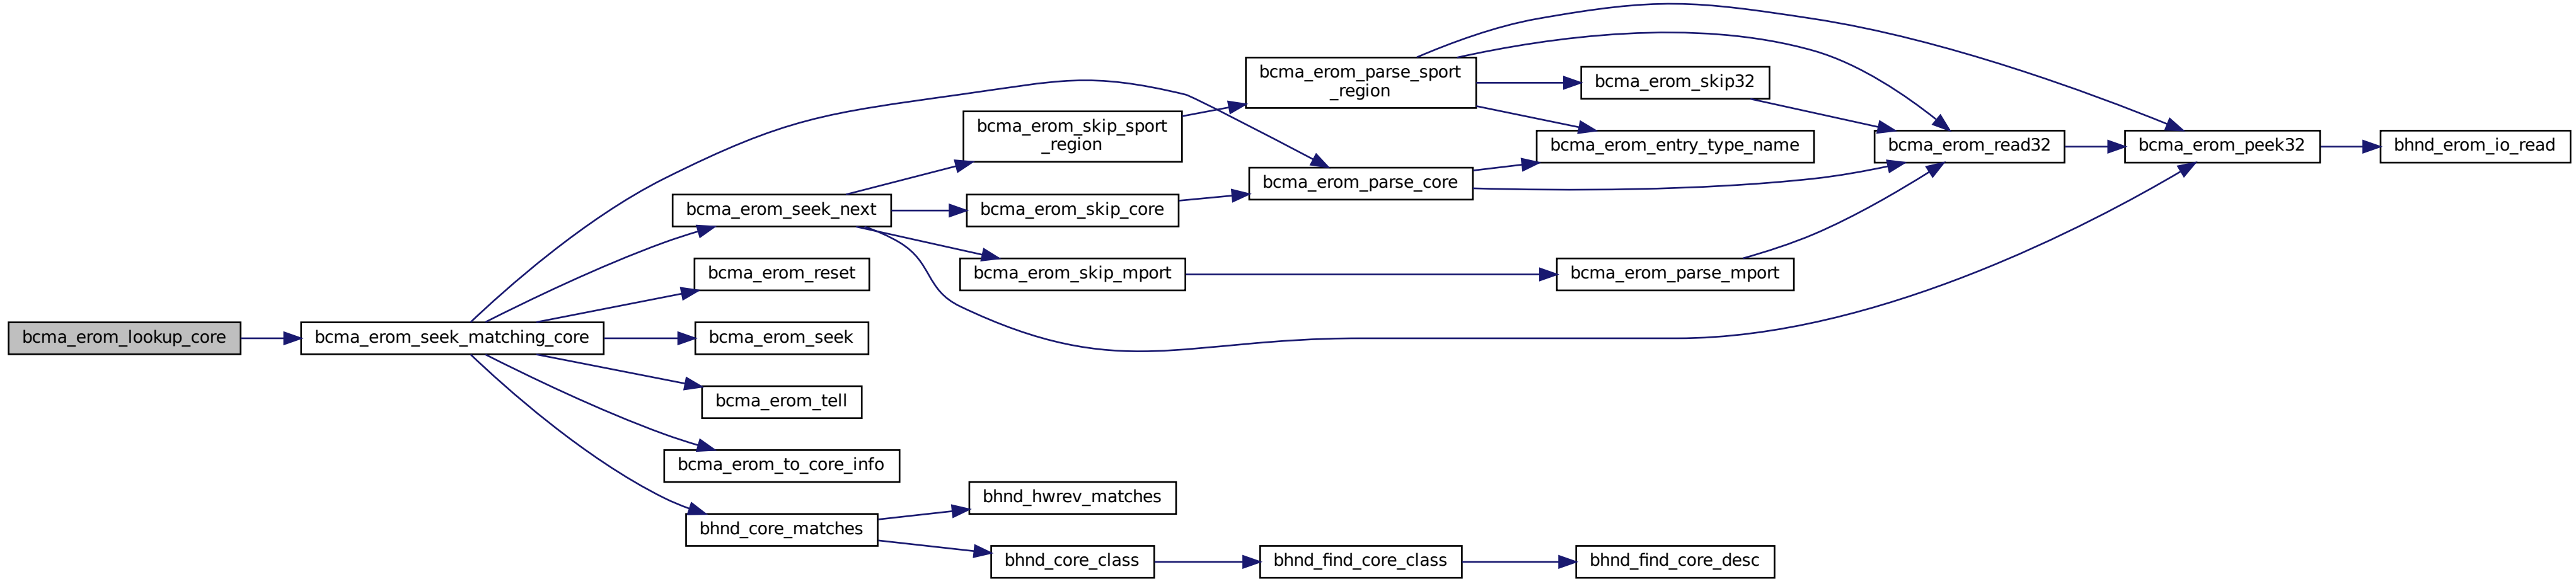 bcma_erom_lookup_core
bcma_erom_seek_matching_core
bcma_erom_seek_next
bcma_erom_reset
bcma_erom_seek
bcma_erom_tell
bcma_erom_to_core_info
bhnd_core_matches
bcma_erom_skip_sport
_region
bcma_erom_skip_core
bcma_erom_skip_mport
bhnd_hwrev_matches
bhnd_core_class
bcma_erom_parse_sport
_region
bcma_erom_parse_core
bhnd_find_core_class
bcma_erom_skip32
bcma_erom_entry_type_name
bcma_erom_parse_mport
bhnd_find_core_desc
bcma_erom_read32
bcma_erom_peek32
bhnd_erom_io_read